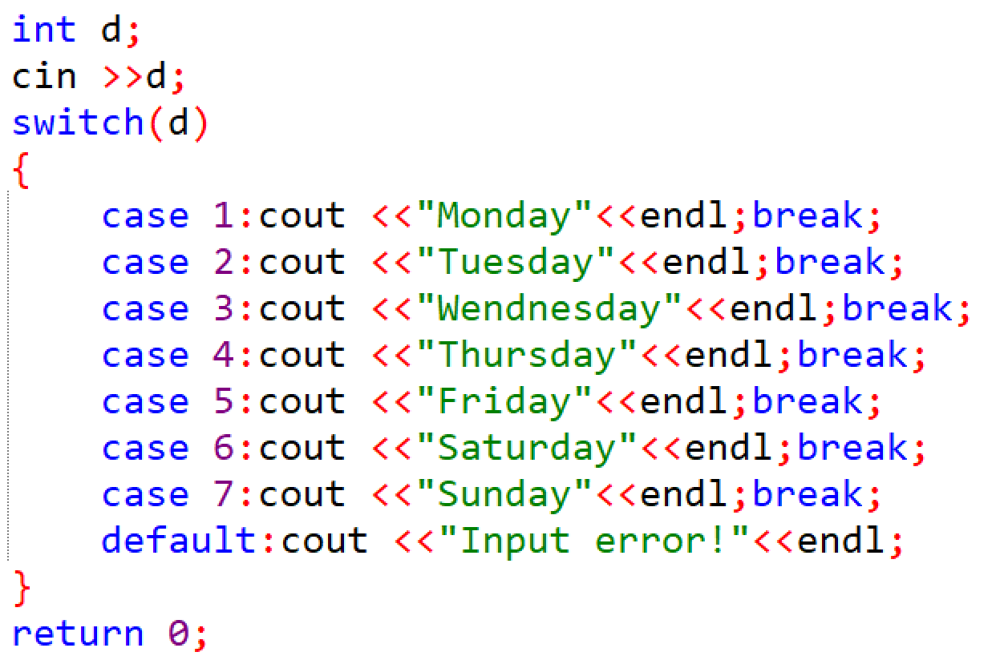 int d;
cin >>d;
switch(d)
{
case 1:cout <<"Monday"<<endl;break;
case 2:cout <<"Tuesday"<<endl;break;
case 3:cout <<"Wendnesday"<<endl;break;
case 4:cout <<"Thursday"<<endl;break;
case 5:cout <<"Friday"<<endl;break;
case 6:cout <<"Saturday"<<endl;break;
case 7:cout <<"Sunday"<<endl;break;
default:cout <<"Input error!"<<endl;
}
return 0;